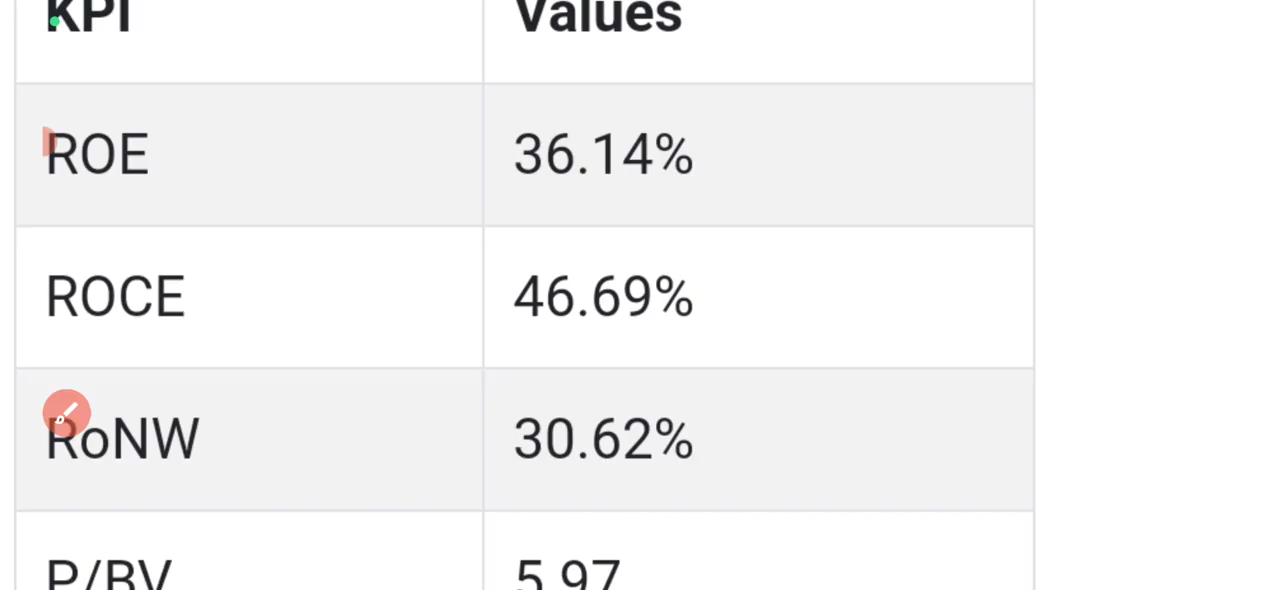 KPI Values
ROE 36.14%
ROCE 46.69%
RoNW 30.62%
P/BV 5.97